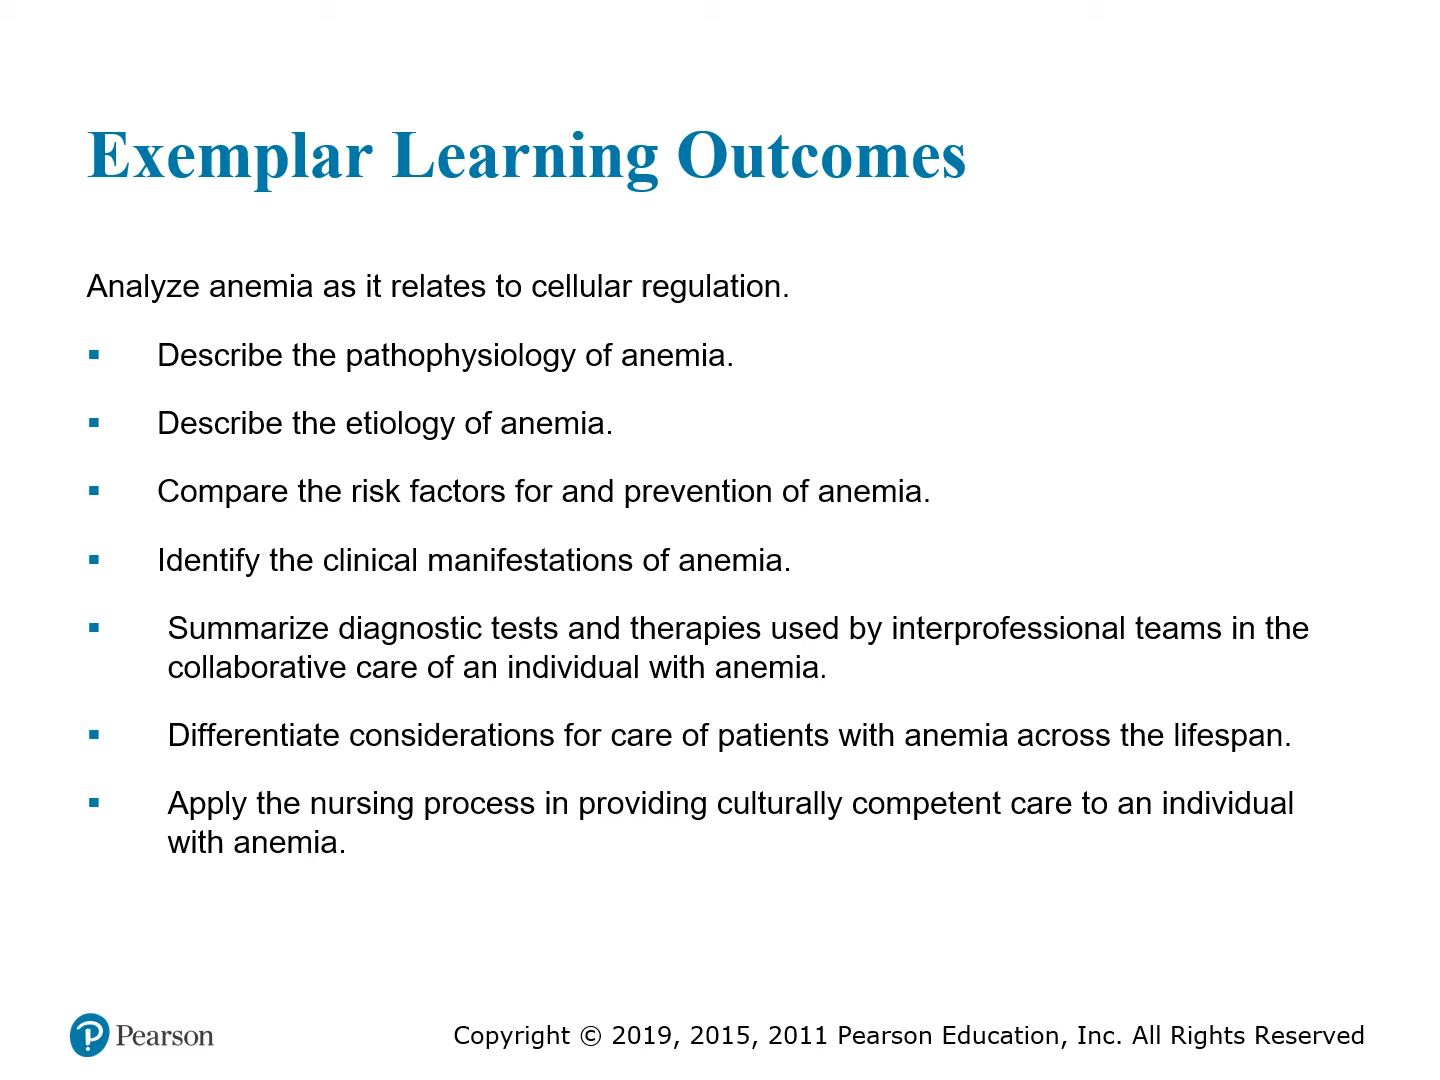 Exemplar Learning Outcomes
Analyze anemia as it relates to cellular regulation.
▪ Describe the pathophysiology of anemia.
▪ Describe the etiology of anemia.
▪ Compare the risk factors for and prevention of anemia.
▪ Identify the clinical manifestations of anemia.
▪ Summarize diagnostic tests and therapies used by interprofessional teams in the
collaborative care of an individual with anemia.
▪ Differentiate considerations for care of patients with anemia across the lifespan.
▪ Apply the nursing process in providing culturally competent care to an individual
with anemia.
Pearson
Copyright © 2019, 2015, 2011 Pearson Education, Inc. All Rights Reserved